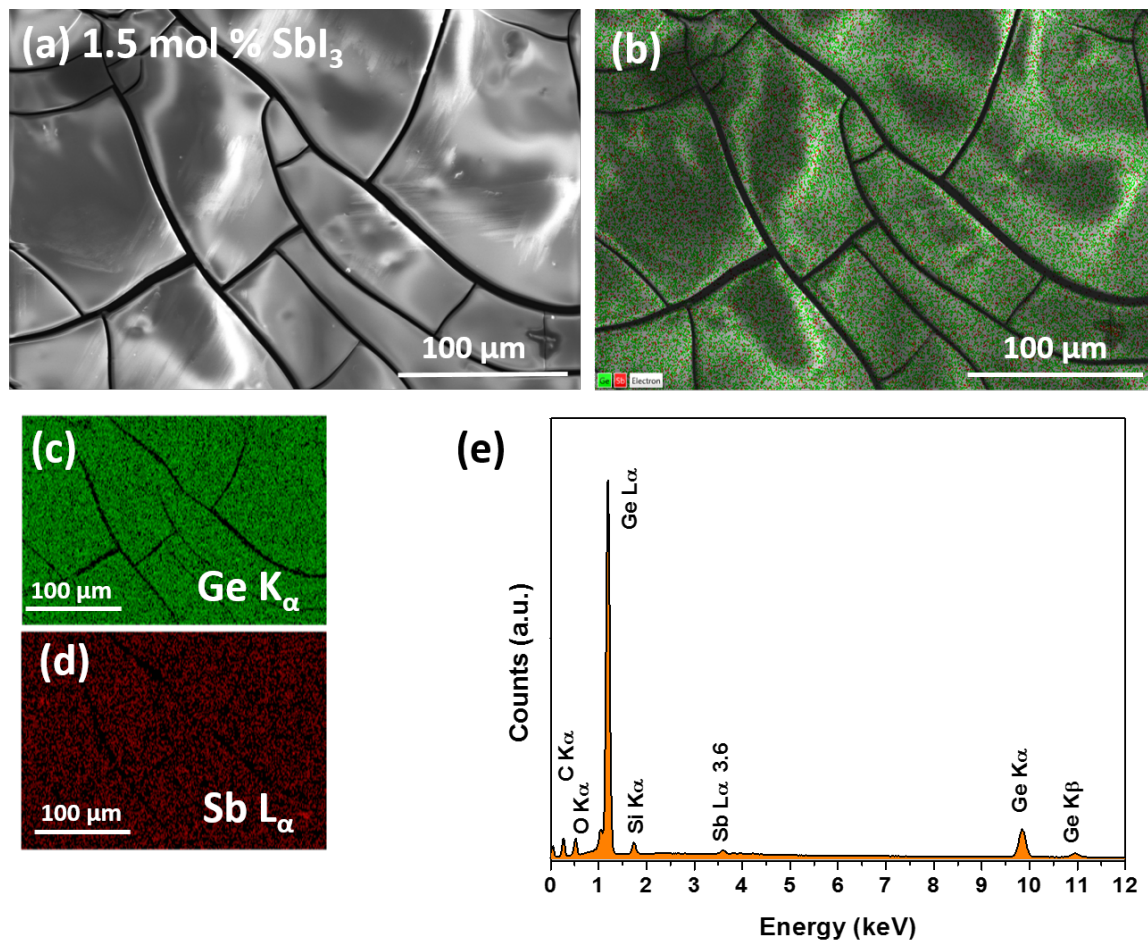 (a) 1.5 mol % SbI₃
100 µm
(b)
100 µm
Ge Sb Electron
(c)
100 µm
Ge Kα
(d)
100 µm
Sb Lα
(e)
Counts (a.u.)
C Kα
O Kα
Ge Lα
Si Kα
Sb Lα 3.6
Ge Kα
Ge Kβ
0 1 2 3 4 5 6 7 8 9 10 11 12
Energy (keV)